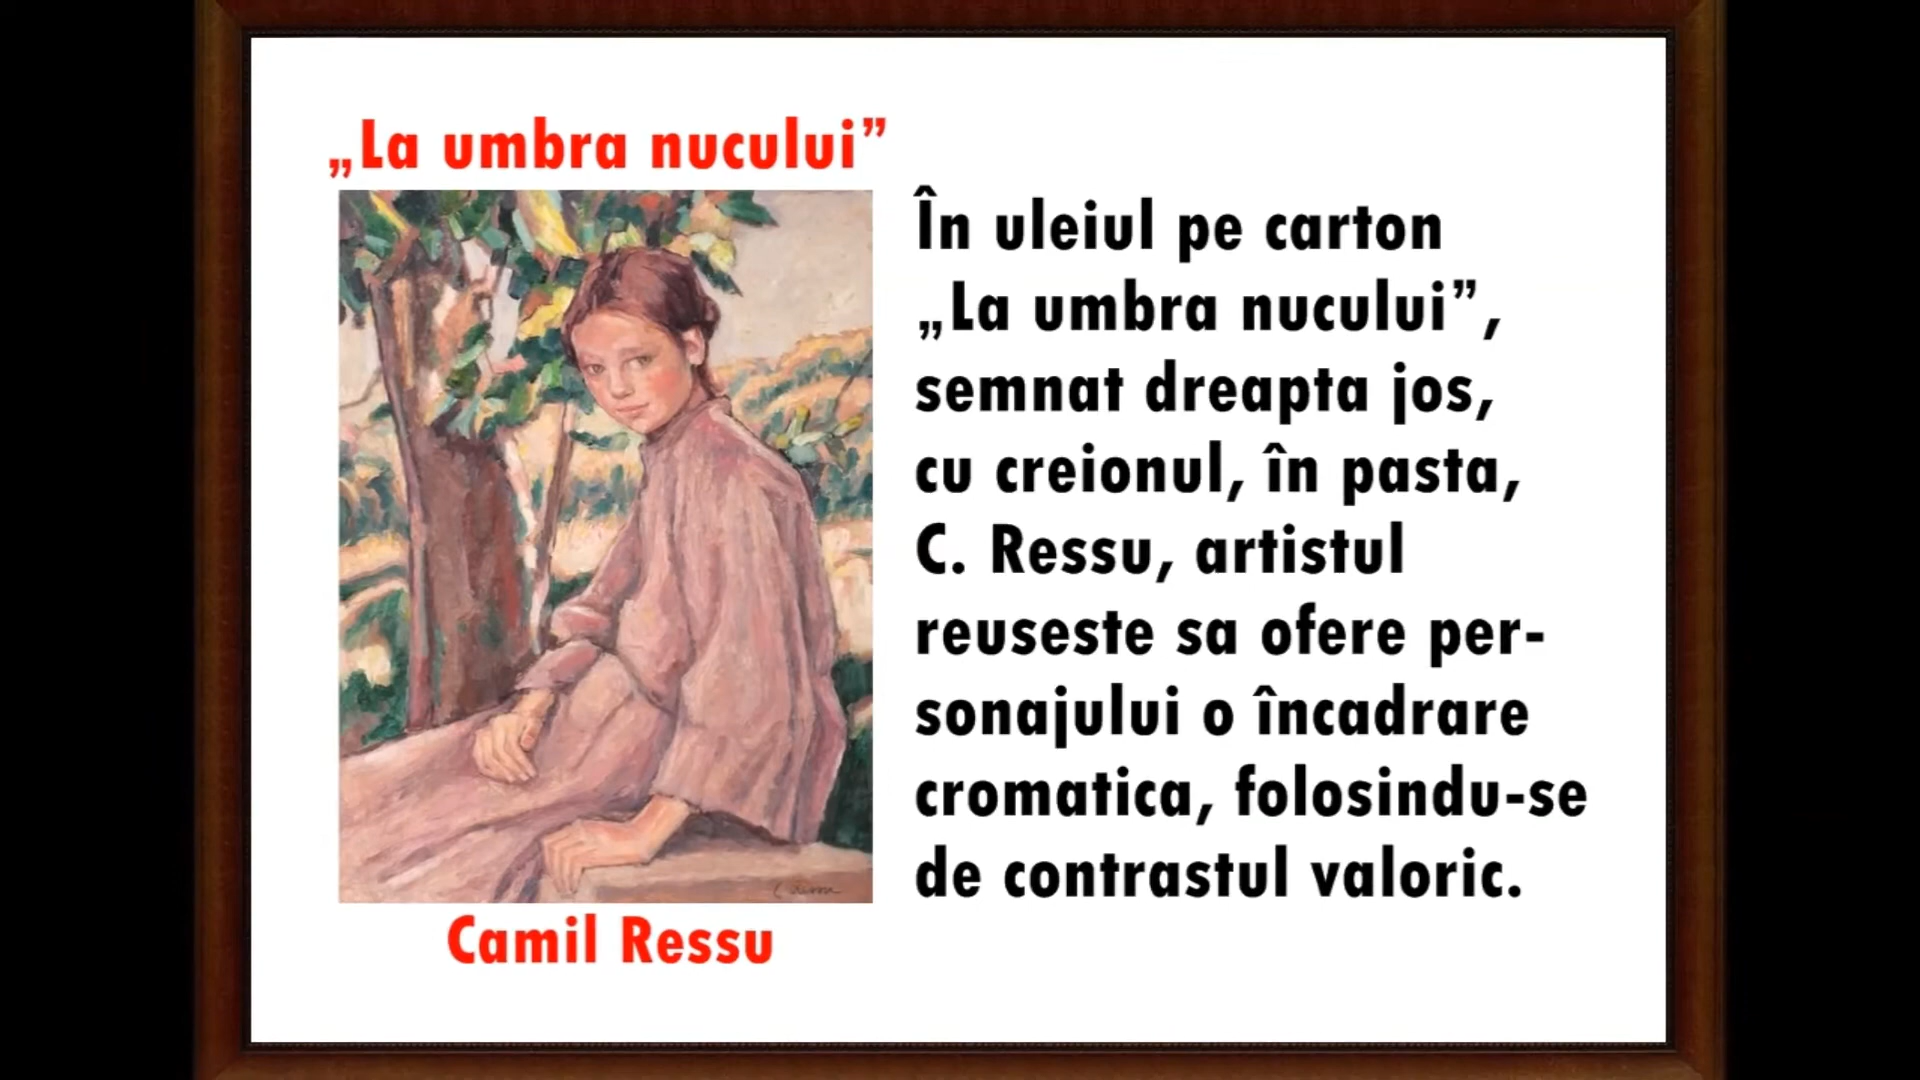 „La umbra nucului”
În uleiul pe carton
„La umbra nucului”,
semnat dreapta jos,
cu creionul, în pasta,
C. Ressu, artistul
reuseste sa ofere per-
sonajului o încadrare
cromatica, folosindu-se
de contrastul valoric.
Camil Ressu